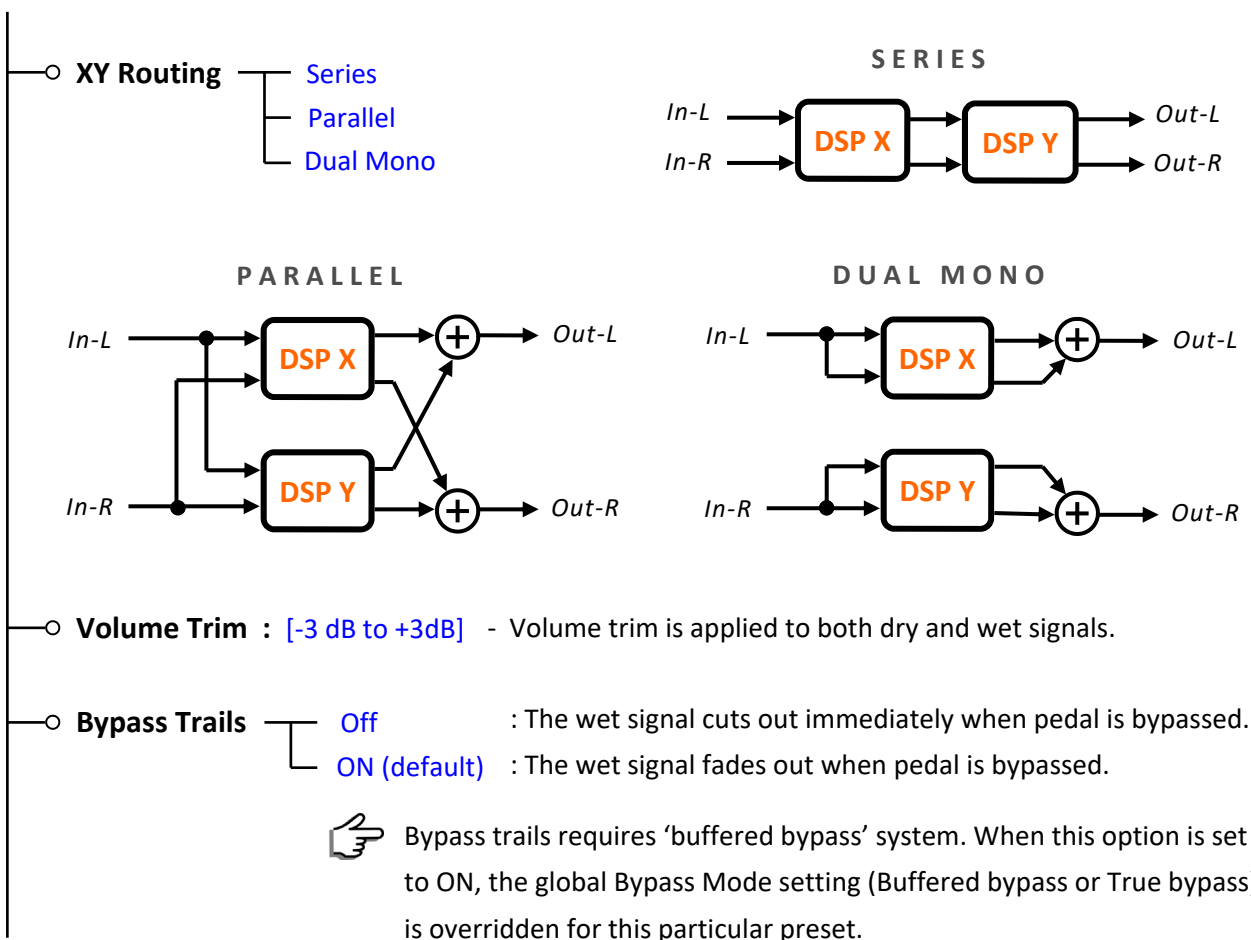 XY Routing
Series
Parallel
Dual Mono
SERIES
In-L
In-R
DSP X
DSP Y
Out-L
Out-R
PARALLEL
In-L
In-R
DSP X
DSP Y
+
+
Out-L
Out-R
DUAL MONO
In-L
In-R
DSP X
DSP Y
+
+
Out-L
Out-R
Volume Trim : [-3 dB to +3dB] - Volume trim is applied to both dry and wet signals.
Bypass Trails
Off : The wet signal cuts out immediately when pedal is bypassed.
ON (default) : The wet signal fades out when pedal is bypassed.
Bypass trails requires ‘buffered bypass’ system. When this option is set
to ON, the global Bypass Mode setting (Buffered bypass or True bypass)
is overridden for this particular preset.